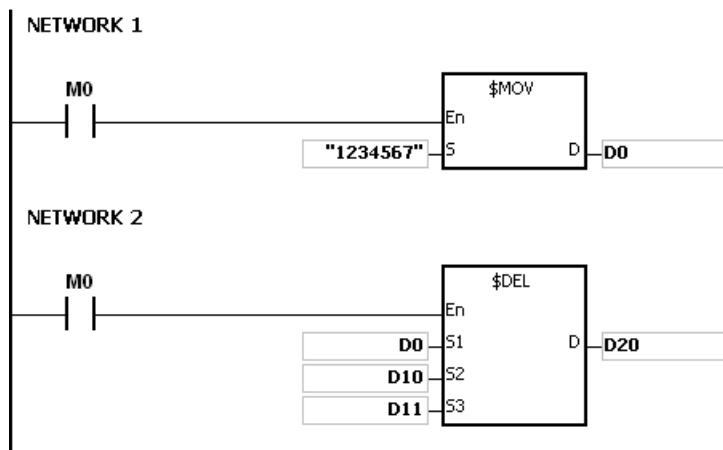 NETWORK 1
M0
$MOV
En
"1234567" S D D0
NETWORK 2
M0
$DEL
En
D0 S1 D D20
D10 S2
D11 S3